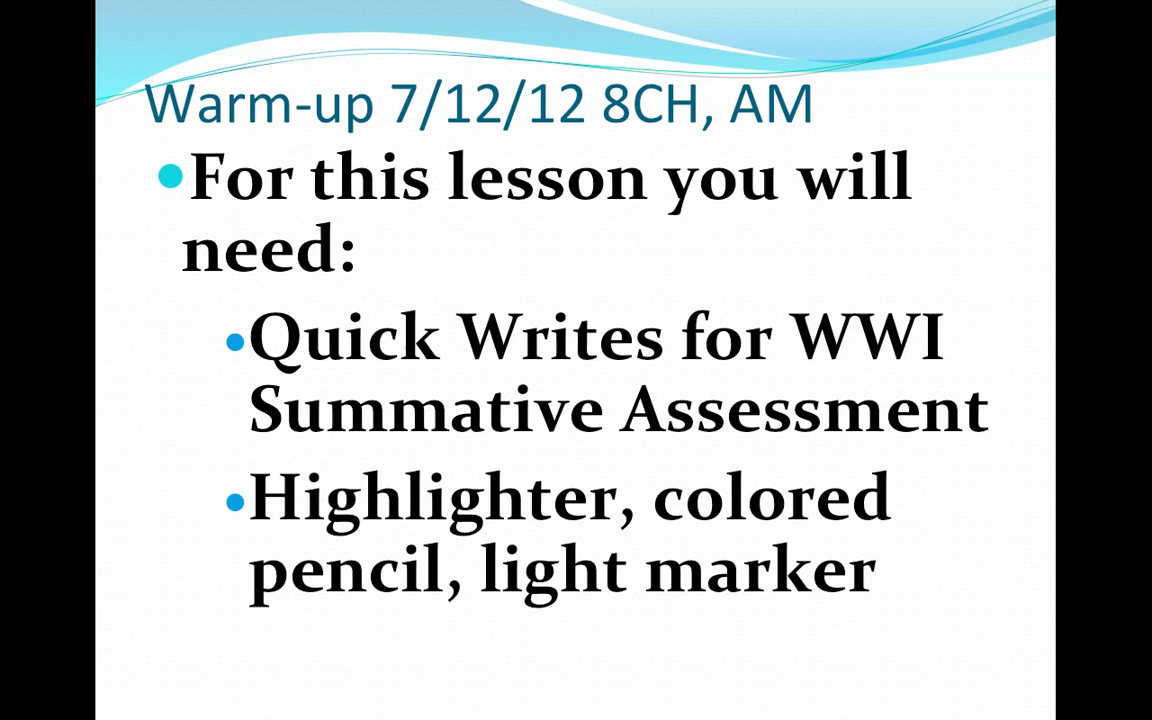 Warm-up 7/12/12 8CH, AM
•For this lesson you will
need:
•Quick Writes for WWI
Summative Assessment
•Highlighter, colored
pencil, light marker